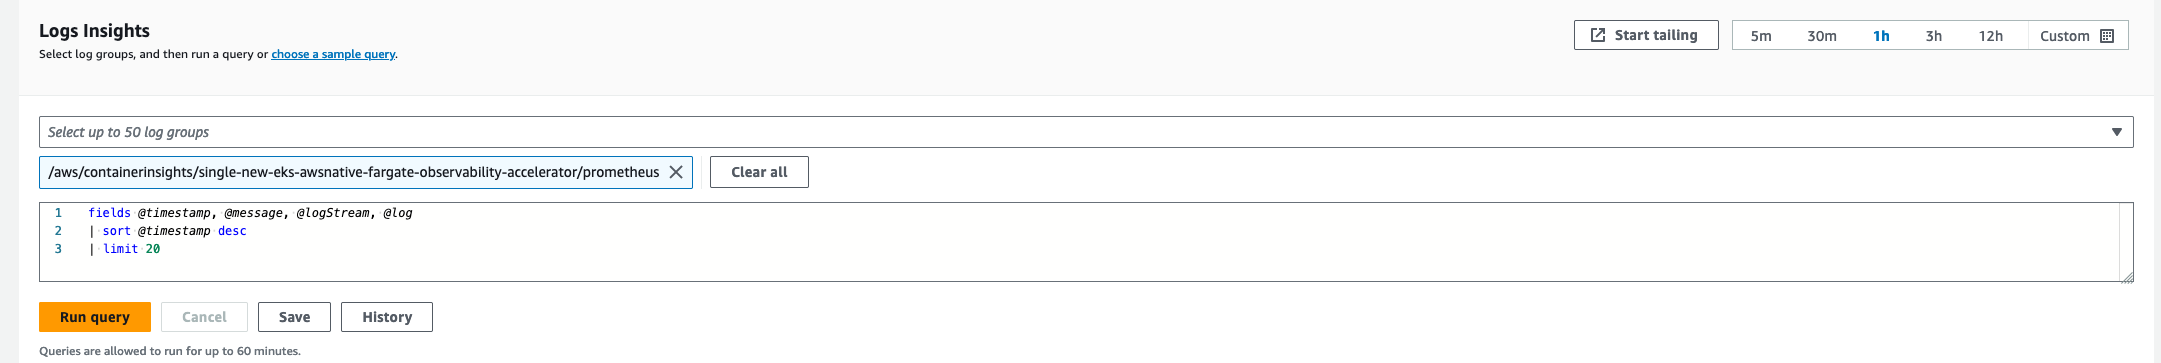 Logs Insights
Select log groups, and then run a query or choose a sample query.
Start tailing
5m 30m 1h 3h 12h Custom
Select up to 50 log groups
/aws/containerinsights/single-new-eks-awsnative-fargate-observability-accelerator/prometheus
Clear all
1 fields @timestamp, @message, @logStream, @log
2 | sort @timestamp desc
3 | limit 20
Run query Cancel Save History
Queries are allowed to run for up to 60 minutes.